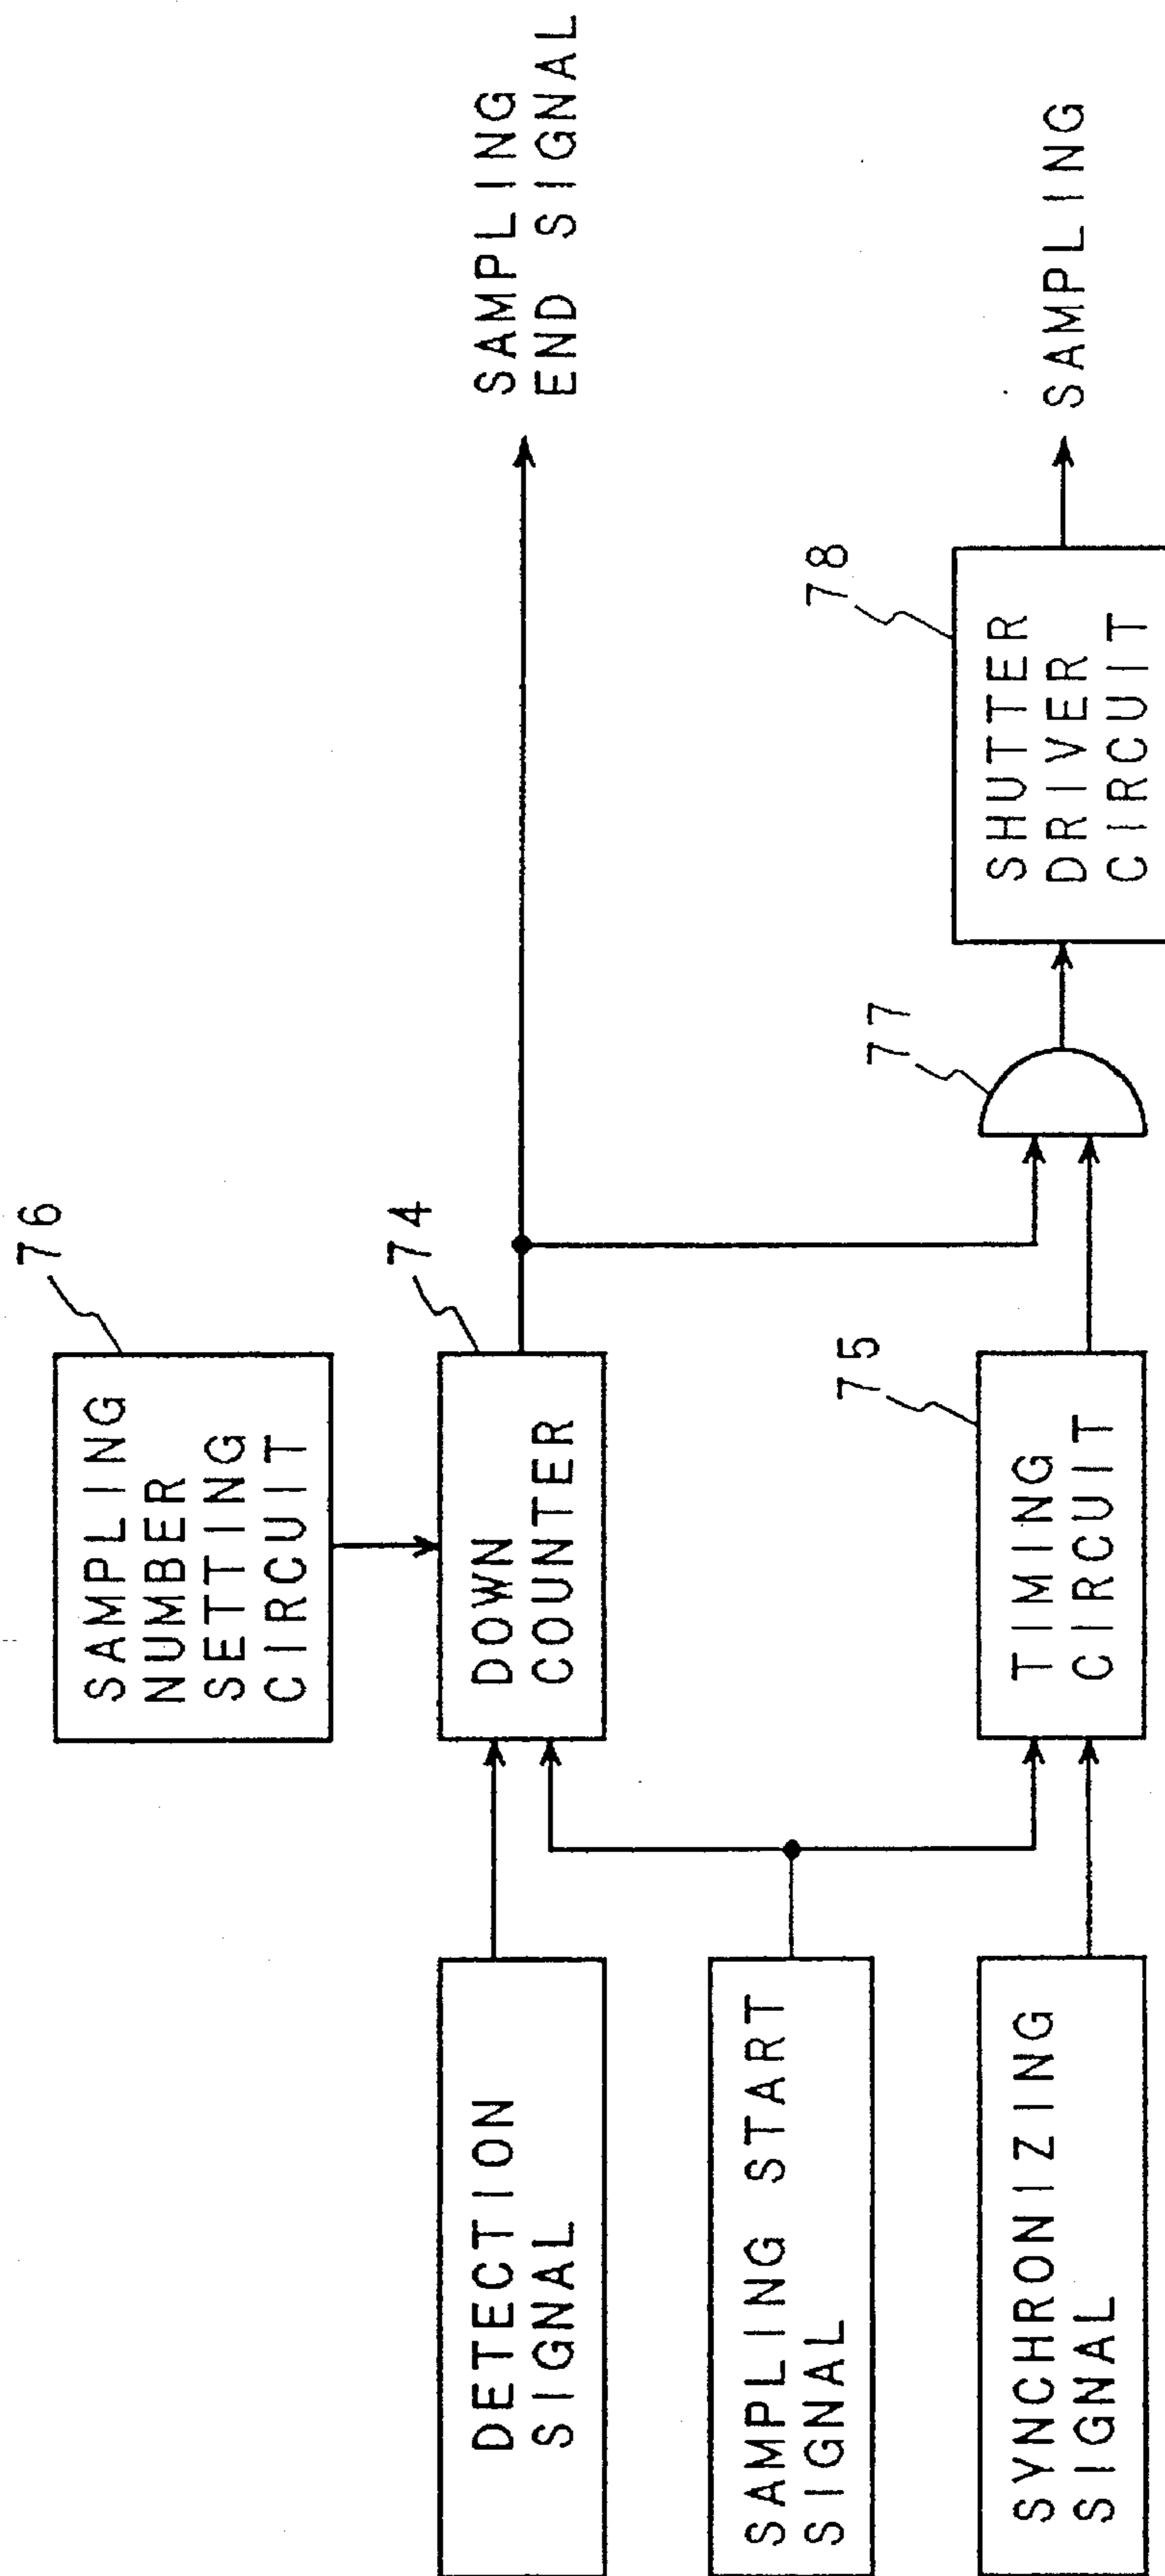 76
SAMPLING
NUMBER
SETTING
CIRCUIT
DETECTION
SIGNAL
74
DOWN
COUNTER
SAMPLING
END SIGNAL
SAMPLING START
SIGNAL
SYNCHRONIZING
SIGNAL
75
TIMING
CIRCUIT
77
78
SHUTTER
DRIVER
CIRCUIT
SAMPLING